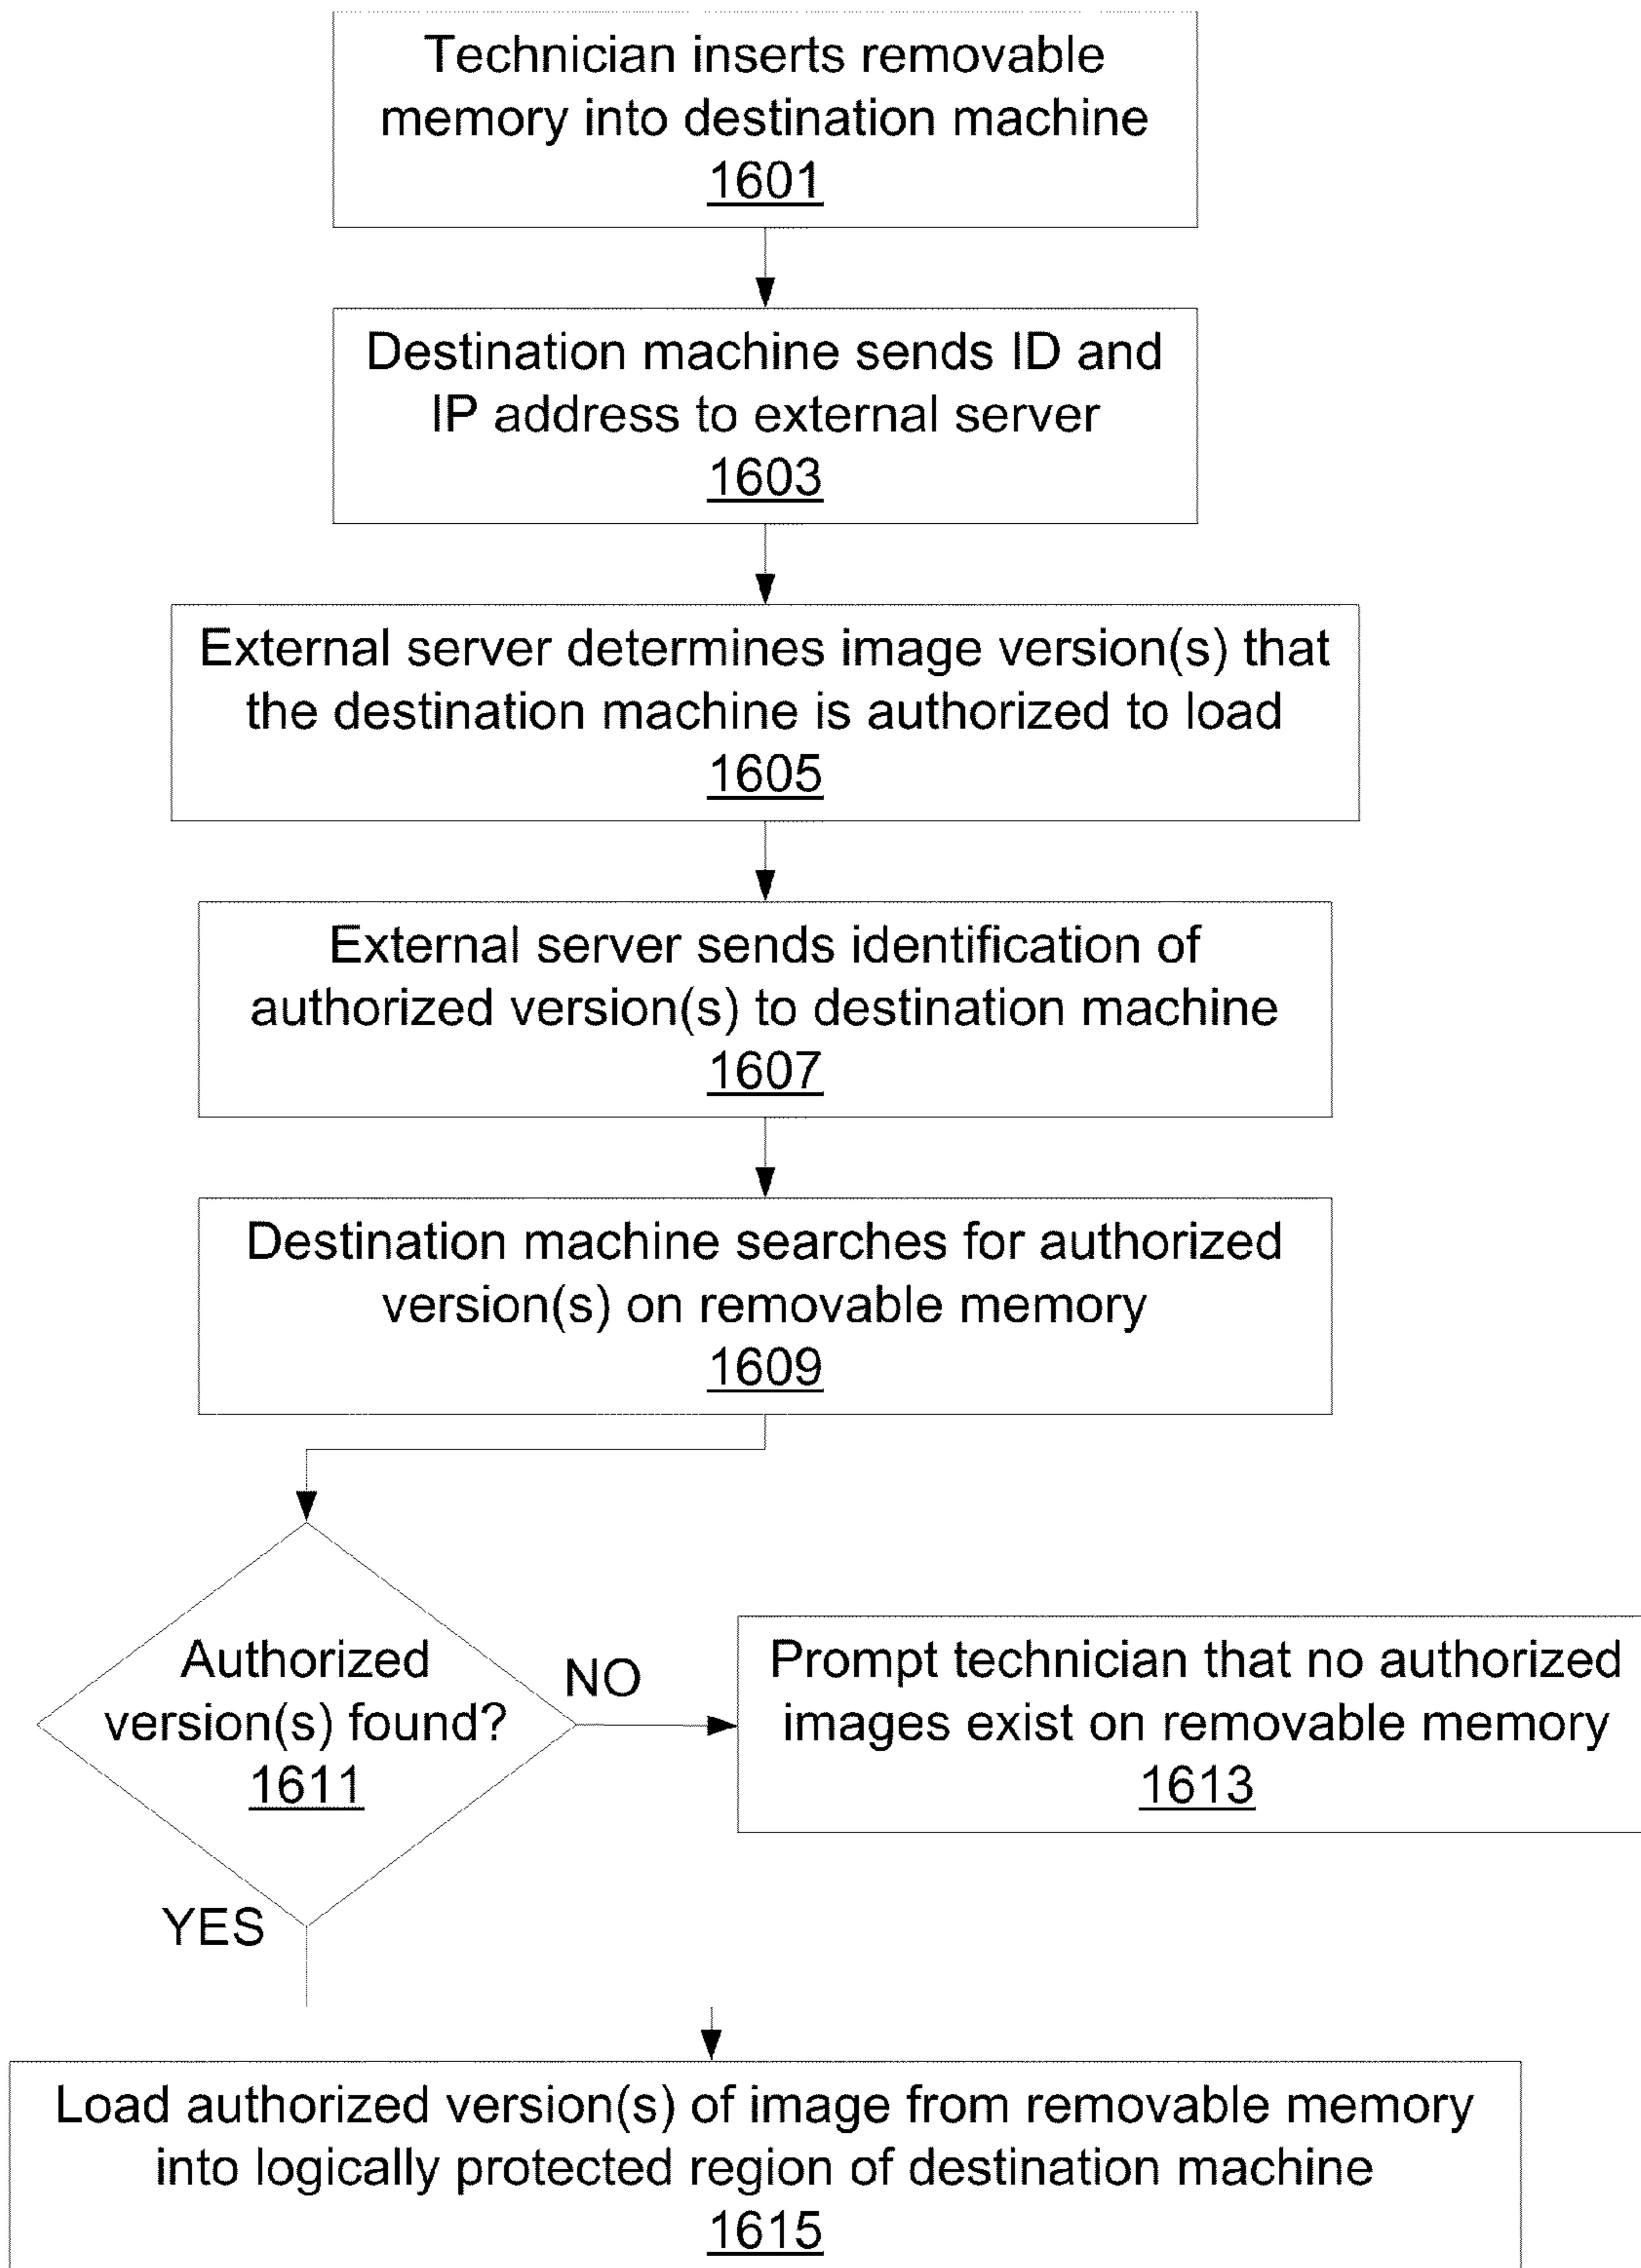 Technician inserts removable
memory into destination machine
1601
Destination machine sends ID and
IP address to external server
1603
External server determines image version(s) that
the destination machine is authorized to load
1605
External server sends identification of
authorized version(s) to destination machine
1607
Destination machine searches for authorized
version(s) on removable memory
1609
Authorized
version(s) found?
1611
NO
Prompt technician that no authorized
images exist on removable memory
1613
YES
Load authorized version(s) of image from removable memory
into logically protected region of destination machine
1615